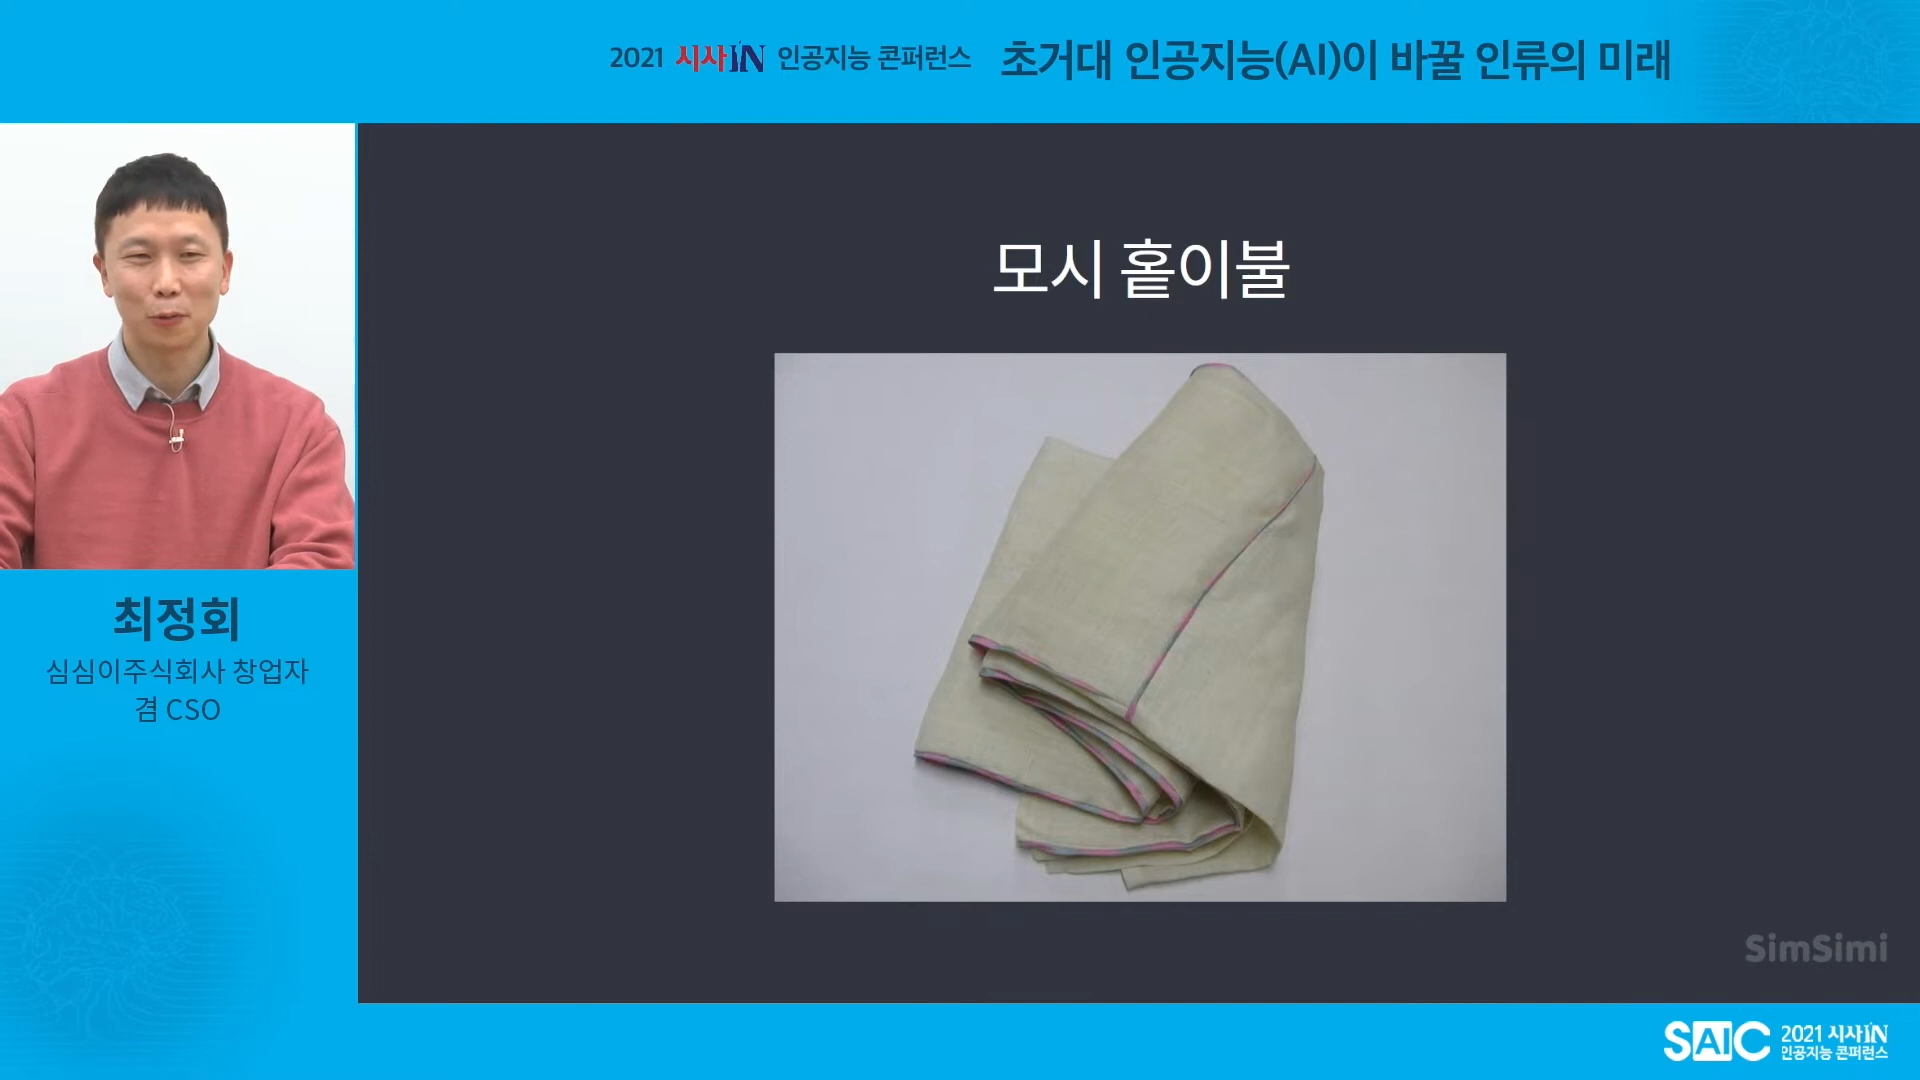 2021 시사IN 인공지능 콘퍼런스 초거대 인공지능(AI)이 바꿀 인류의 미래
모시 홑이불
최정회
심심이주식회사 창업자
겸 CSO
SimSimi
SAIC 2021 시사IN
인공지능 콘퍼런스